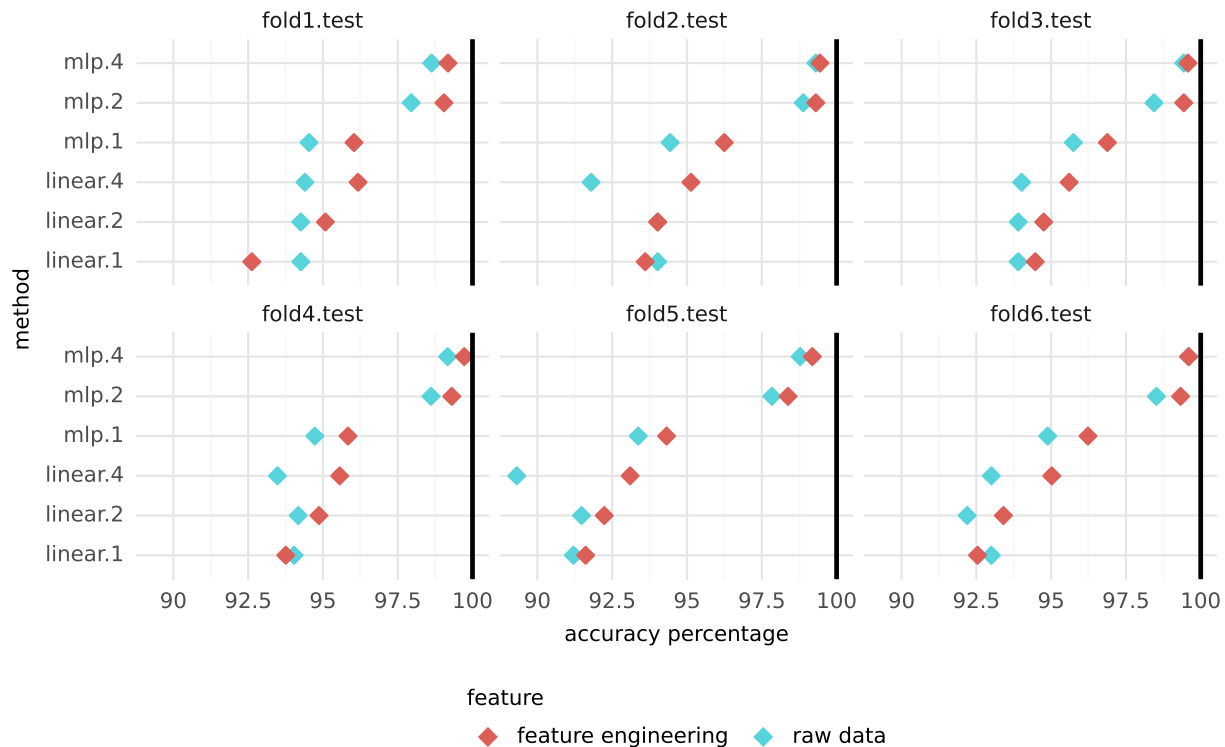 fold1.test fold2.test fold3.test
mlp.4
mlp.2
mlp.1
linear.4
linear.2
linear.1
method
fold4.test fold5.test fold6.test
mlp.4
mlp.2
mlp.1
linear.4
linear.2
linear.1
90 92.5 95 97.5 100 90 92.5 95 97.5 100 90 92.5 95 97.5 100
accuracy percentage
feature
feature engineering raw data